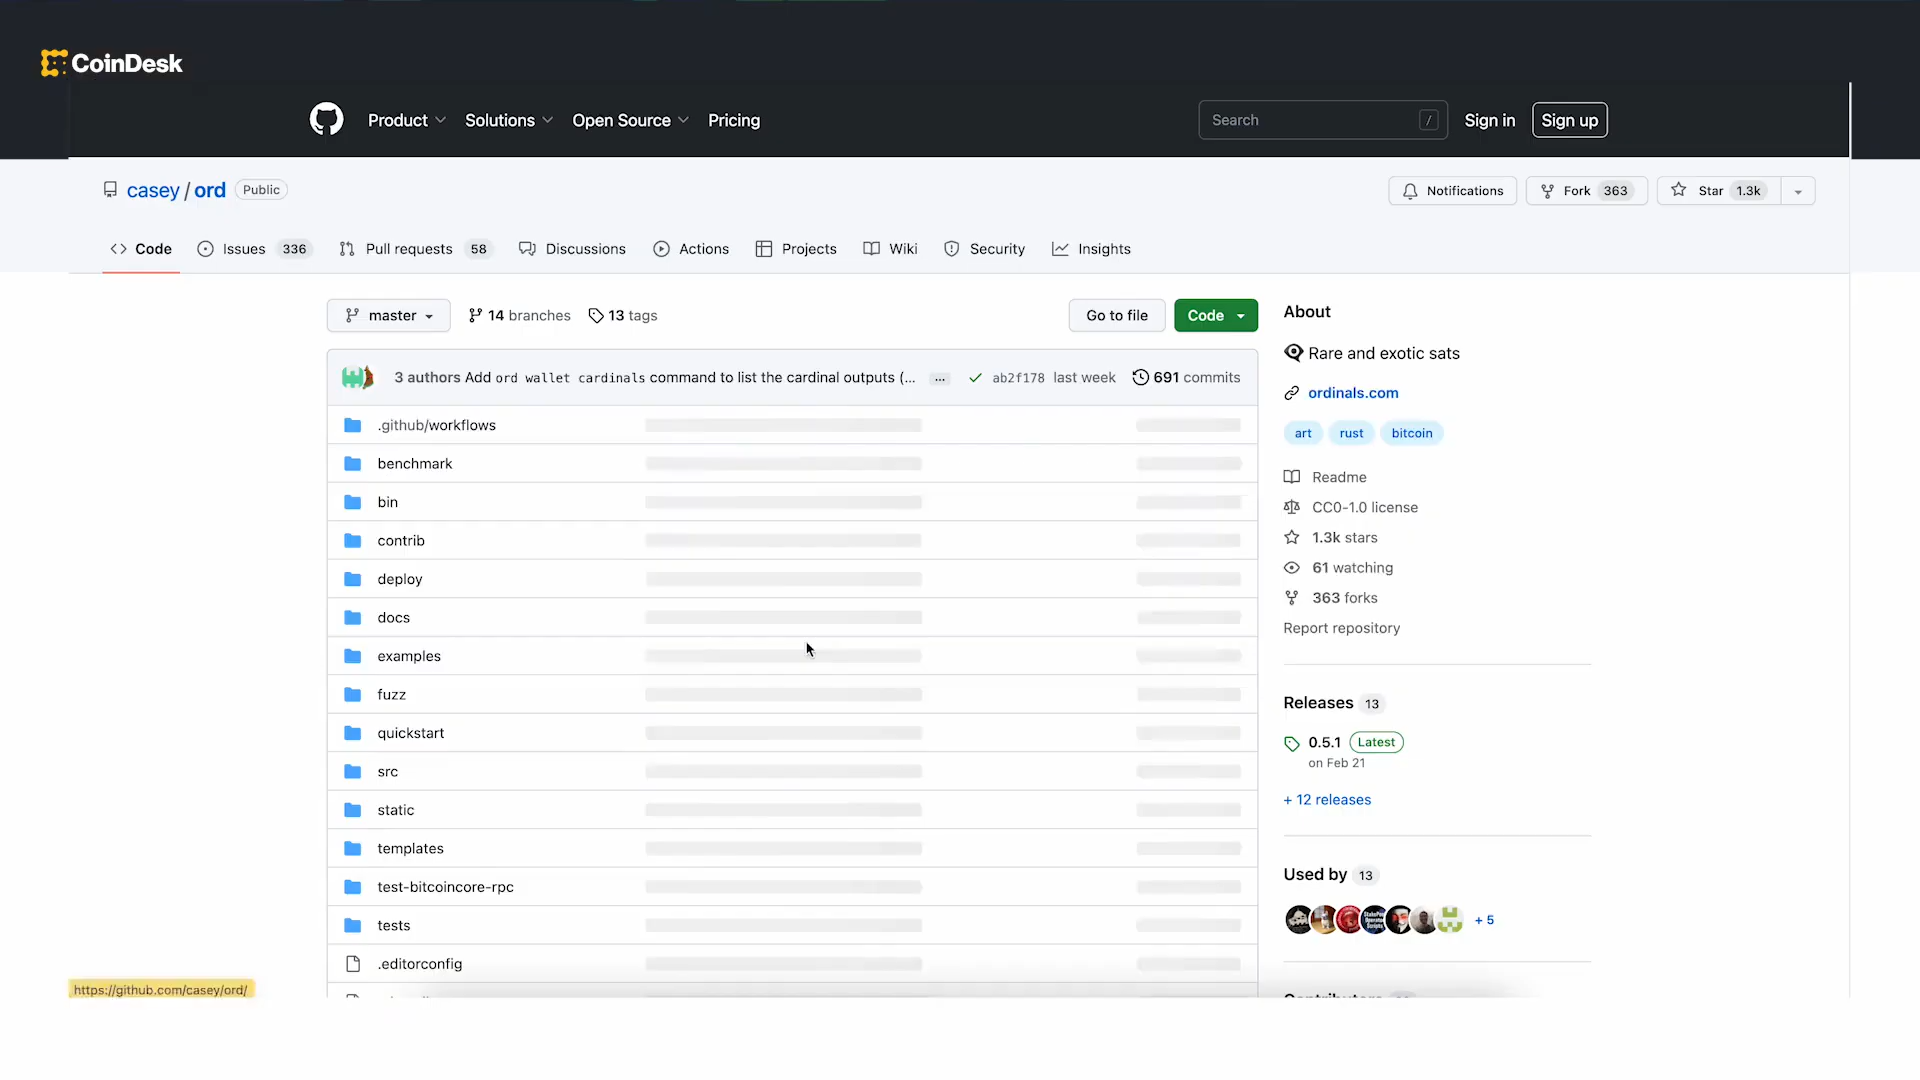 CoinDesk
Product Solutions Open Source Pricing Search / Sign in Sign up
casey / ord Public Notifications Fork 363 Star 1.3k
Code Issues 336 Pull requests 58 Discussions Actions Projects Wiki Security Insights
master 14 branches 13 tags Go to file Code
3 authors Add ord wallet cardinals command to list the cardinal outputs (... ... ab2f178 last week 691 commits
.github/workflows
benchmark
bin
contrib
deploy
docs
examples
fuzz
quickstart
src
static
templates
test-bitcoincore-rpc
tests
.editorconfig
About
Rare and exotic sats
ordinals.com
art rust bitcoin
Readme
CC0-1.0 license
1.3k stars
61 watching
363 forks
Report repository
Releases 13
0.5.1 Latest
on Feb 21
+ 12 releases
Used by 13
+ 5
https://github.com/casey/ord/